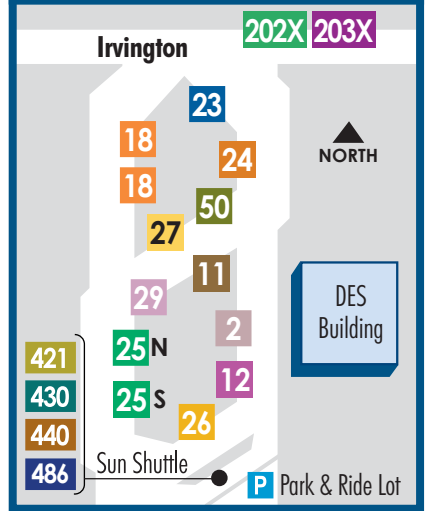 202X 203X
Irvington
23
18
24
18
50
27
NORTH
11
29
DES
Building
2
25 N
421
12
25 S
430
26
440
Sun Shuttle
486
P Park & Ride Lot